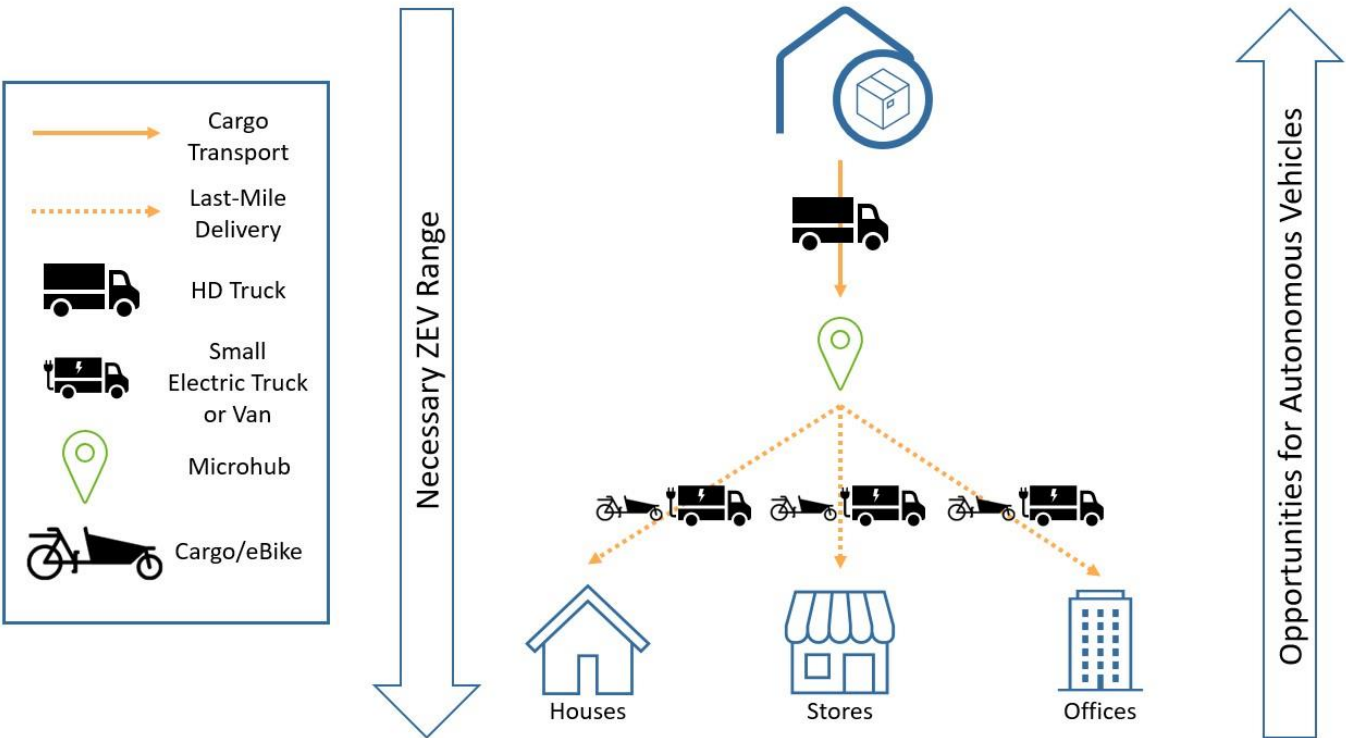 Cargo
Transport
Last-Mile
Delivery
HD Truck
Small
Electric Truck
or Van
Microhub
Cargo/eBike
Necessary ZEV Range
Houses
Stores
Offices
Opportunities for Autonomous Vehicles